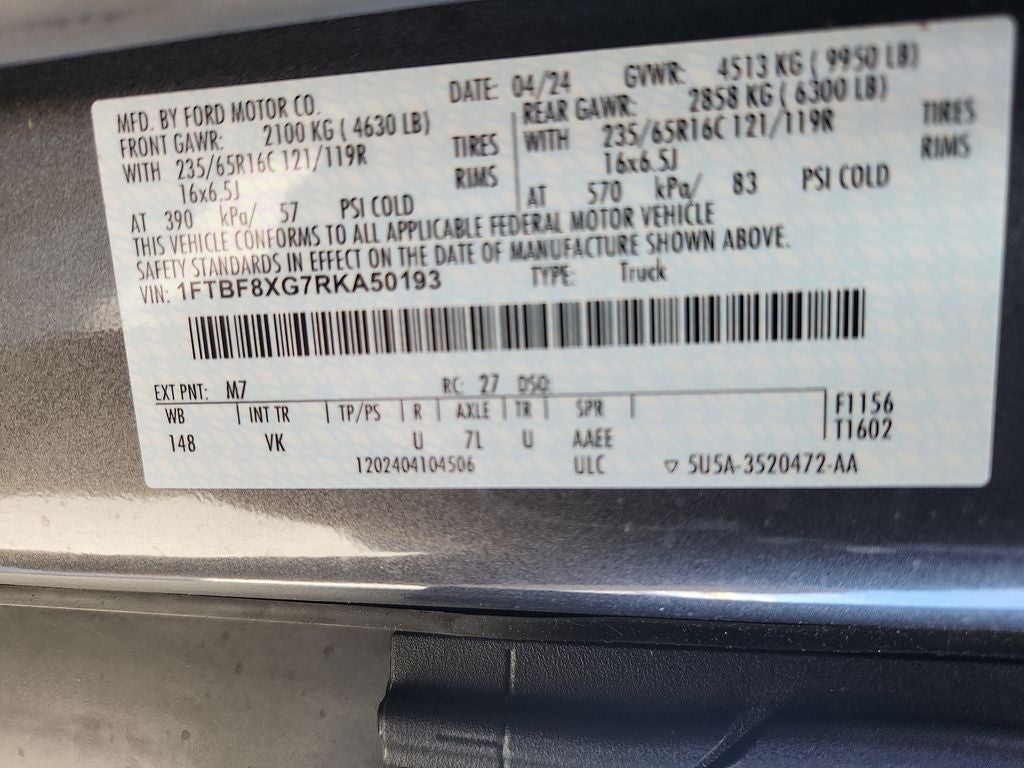 MFD. BY FORD MOTOR CO. DATE: 04/24 GVWR: 4513 KG ( 9950 LB)
FRONT GAWR: 2100 KG ( 4630 LB)
WITH 235/65R16C 121/119R TIRES
16x6.5J RIMS
AT 390 kPa/ 57 PSI COLD
REAR GAWR: 2858 KG ( 6300 LB)
WITH 235/65R16C 121/119R TIRES
16x6.5J RIMS
AT 570 kPa/ 83 PSI COLD
THIS VEHICLE CONFORMS TO ALL APPLICABLE FEDERAL MOTOR VEHICLE
SAFETY STANDARDS IN EFFECT ON THE DATE OF MANUFACTURE SHOWN ABOVE.
VIN: 1FTBF8XG7RKA50193 TYPE: Truck
EXT PNT: M7 RC: 27 DSO:
WB INT TR TP/PS R AXLE TR SPR F1156
148 VK U 7L U AAEE T1602
1202404104506 ULC ▽ 5U5A-3520472-AA